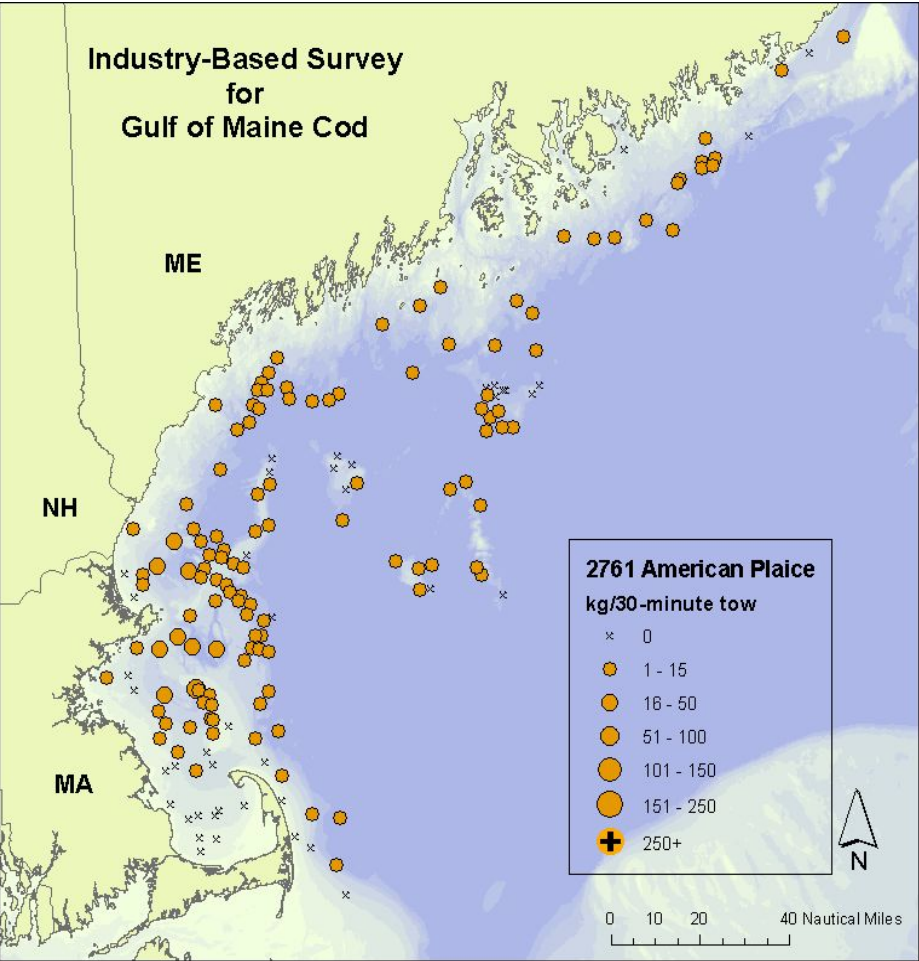 Industry-Based Survey
for
Gulf of Maine Cod
ME
NH
MA
2761 American Plaice
kg/30-minute tow
0
1 - 15
16 - 50
51 - 100
101 - 150
151 - 250
250+
N
0 10 20 40 Nautical Miles